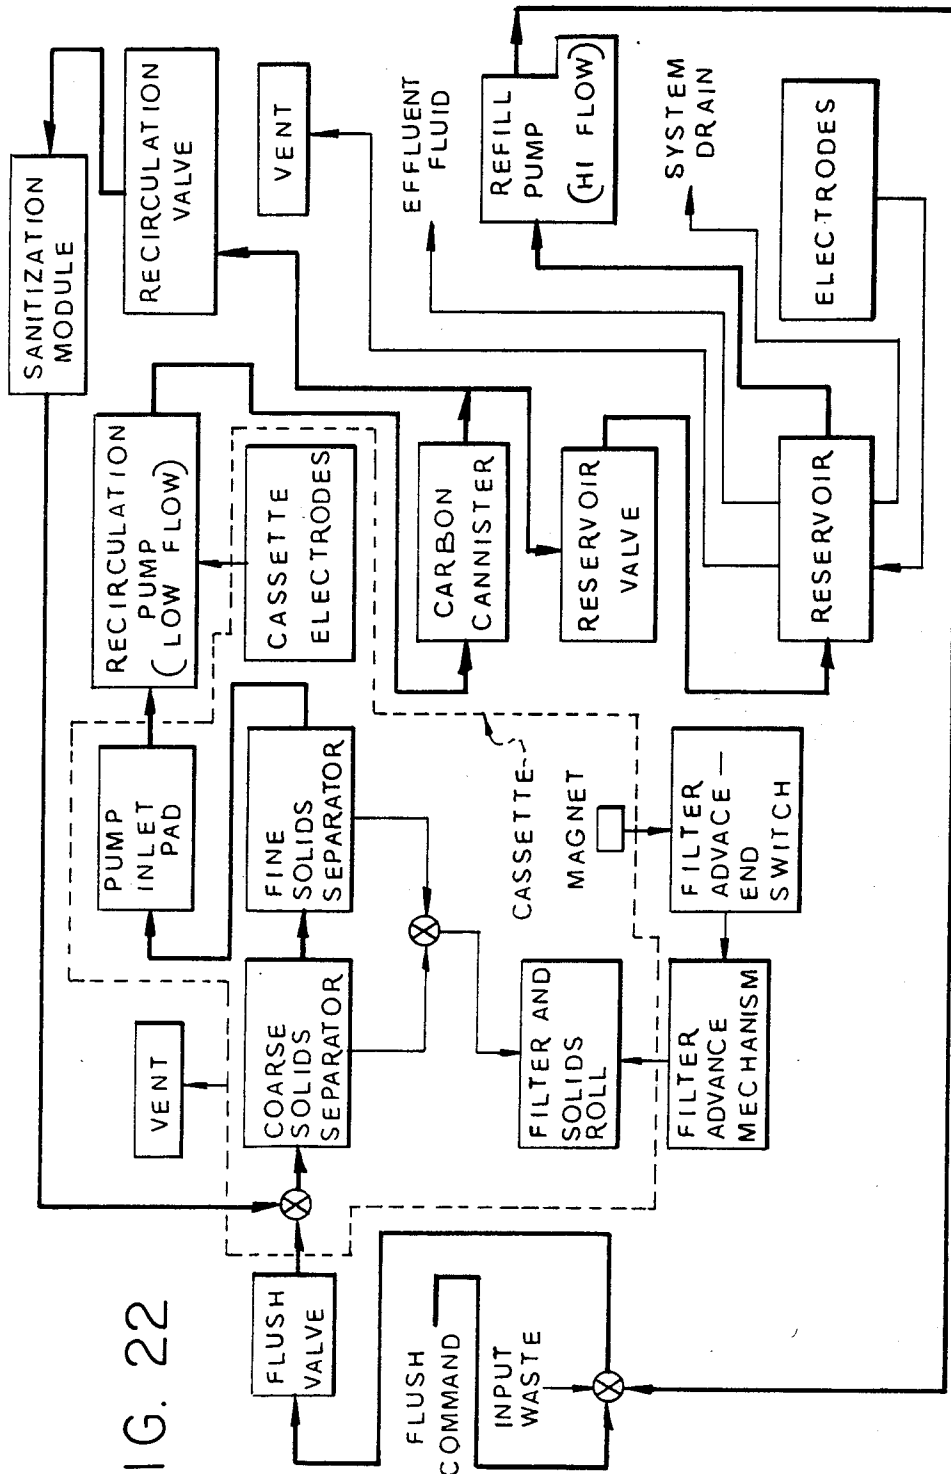 IG. 22
SANITIZATION
MODULE
RECIRCULATION
VALVE
VENT
EFFLUENT
FLUID
REFILL
PUMP
(HI FLOW)
SYSTEM
DRAIN
ELECTRODES
RECIRCULATION
PUMP
(LOW FLOW)
CASSETTE
ELECTRODES
CARBON
CANNISTER
RESERVOIR
VALVE
RESERVOIR
PUMP
INLET
PAD
FINE
SOLIDS
SEPARATOR
CASSETTE
MAGNET
FILTER
ADVACE—
END
SWITCH
VENT
COARSE
SOLIDS
SEPARATOR
FILTER AND
SOLIDS
ROLL
FILTER
ADVANCE
MECHANISM
FLUSH
VALVE
FLUSH
COMMAND
INPUT
WASTE